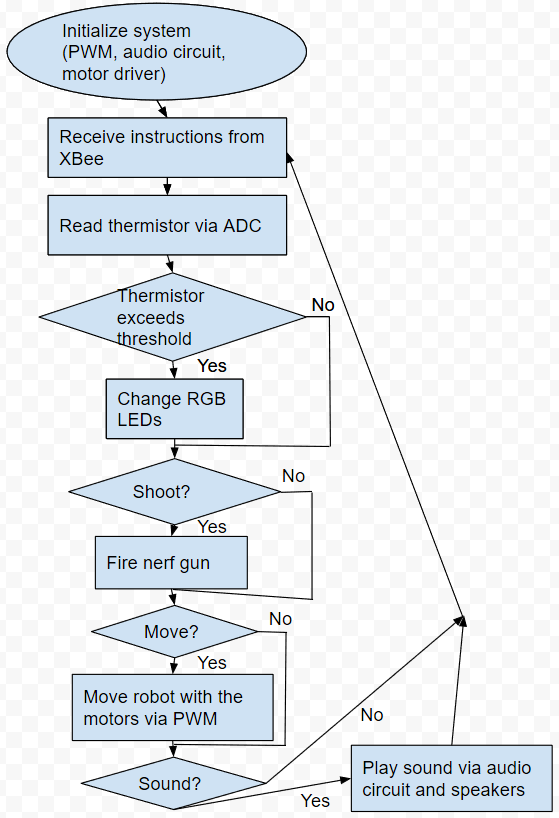 Initialize system
(PWM, audio circuit,
motor driver)
Receive instructions from
XBee
Read thermistor via ADC
Thermistor
exceeds
threshold
No
Yes
Change RGB
LEDs
Shoot?
No
Yes
Fire nerf gun
Move?
No
Yes
Move robot with the
motors via PWM
Sound?
No
Yes
Play sound via audio
circuit and speakers